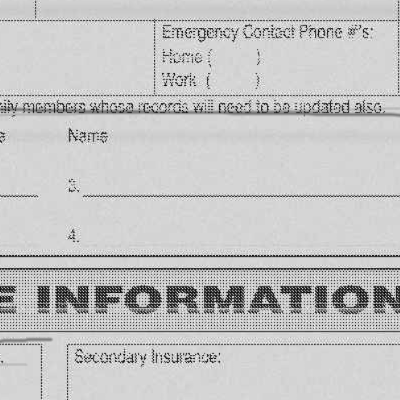 Emergency Contact Phone #'s:
Home (          )
Work (          )
members whose records will need to be updated also.
Name
3.
4.
E INFORMATION
Secondary Insurance: